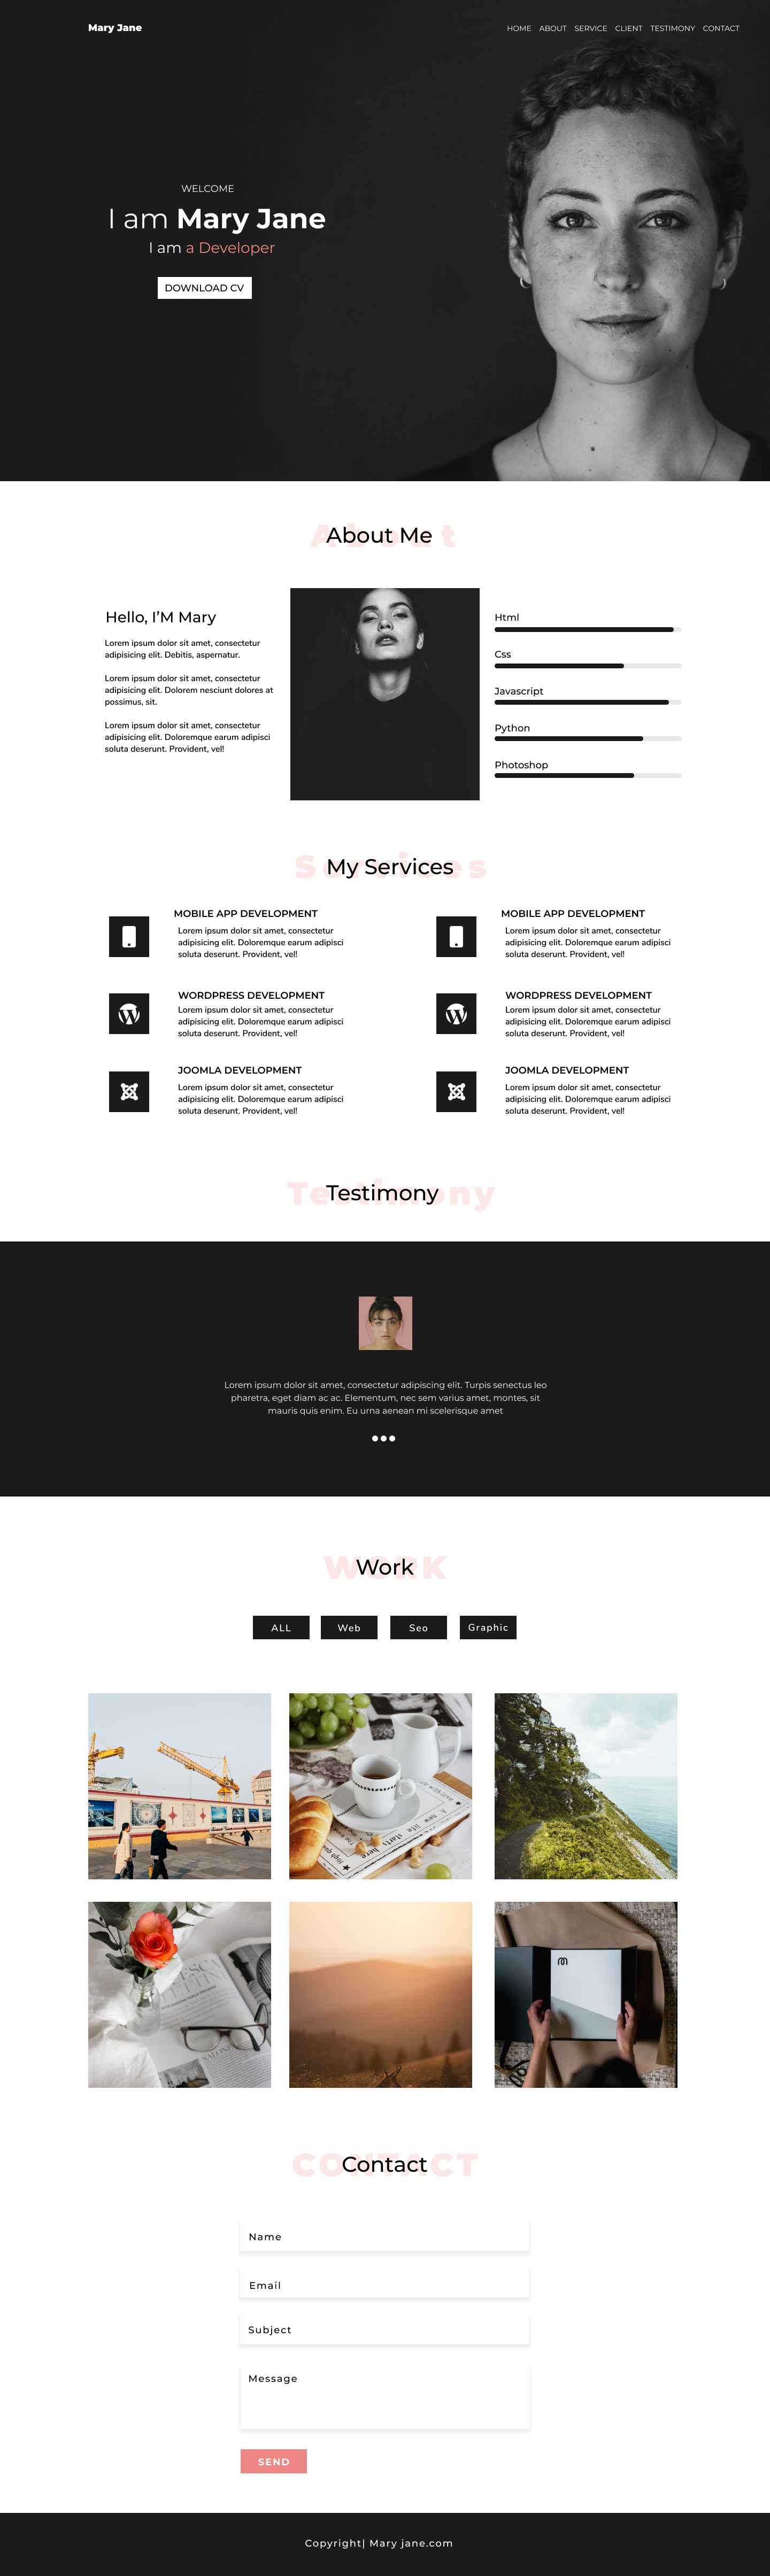 Mary Jane
HOME ABOUT SERVICE CLIENT TESTIMONY CONTACT
WELCOME
I am Mary Jane
I am a Developer
DOWNLOAD CV
About
About Me
Hello, I'M Mary
Lorem ipsum dolor sit amet, consectetur
adipisicing elit. Debitis, aspernatur.
Lorem ipsum dolor sit amet, consectetur
adipisicing elit. Dolorem nesciunt dolores at
possimus, sit.
Lorem ipsum dolor sit amet, consectetur
adipisicing elit. Doloremque earum adipisci
soluta deserunt. Provident, vel!
Html
Css
Javascript
Python
Photoshop
Services
My Services
MOBILE APP DEVELOPMENT
Lorem ipsum dolor sit amet, consectetur
adipisicing elit. Doloremque earum adipisci
soluta deserunt. Provident, vel!
MOBILE APP DEVELOPMENT
Lorem ipsum dolor sit amet, consectetur
adipisicing elit. Doloremque earum adipisci
soluta deserunt. Provident, vel!
WORDPRESS DEVELOPMENT
Lorem ipsum dolor sit amet, consectetur
adipisicing elit. Doloremque earum adipisci
soluta deserunt. Provident, vel!
WORDPRESS DEVELOPMENT
Lorem ipsum dolor sit amet, consectetur
adipisicing elit. Doloremque earum adipisci
soluta deserunt. Provident, vel!
JOOMLA DEVELOPMENT
Lorem ipsum dolor sit amet, consectetur
adipisicing elit. Doloremque earum adipisci
soluta deserunt. Provident, vel!
JOOMLA DEVELOPMENT
Lorem ipsum dolor sit amet, consectetur
adipisicing elit. Doloremque earum adipisci
soluta deserunt. Provident, vel!
Testimony
Testimony
Lorem ipsum dolor sit amet, consectetur adipiscing elit. Turpis senectus leo
pharetra, eget diam ac ac. Elementum, nec sem varius amet, montes, sit
mauris quis enim. Eu urna aenean mi scelerisque amet
WORK
Work
ALL Web Seo Graphic
A new life starts here
SALONE
CONTACT
Contact
Name
Email
Subject
Message
SEND
Copyright| Mary jane.com